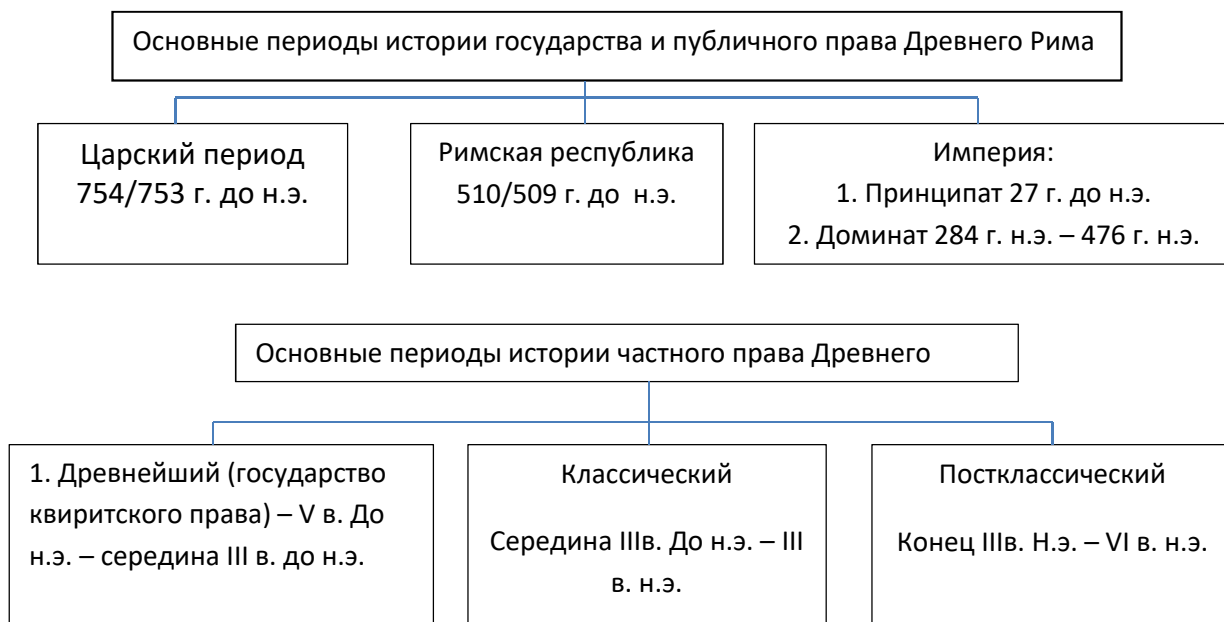 Основные периоды истории государства и публичного права Древнего Рима
Царский период
754/753 г. до н.э.
Римская республика
510/509 г. до н.э.
Империя:
1. Принципат 27 г. до н.э.
2. Доминат 284 г. н.э. – 476 г. н.э.
Основные периоды истории частного права Древнего
1. Древнейший (государство
квиритского права) – V в. До
н.э. – середина III в. до н.э.
Классический
Середина IIIв. До н.э. – III
в. н.э.
Постклассический
Конец IIIв. Н.э. – VI в. н.э.